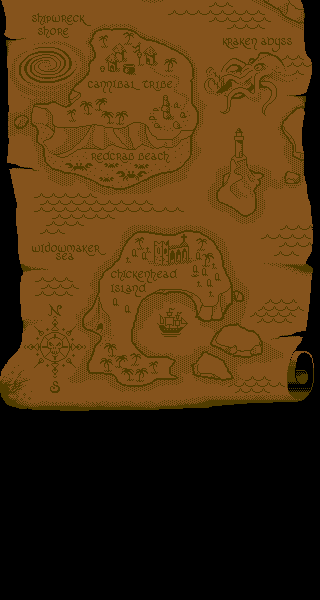 Shipwreck
Shore
Kraken Abyss
Cannibal Tribe
Redcrab Beach
Widowmaker
Sea
Chickenhead
Island
N
S